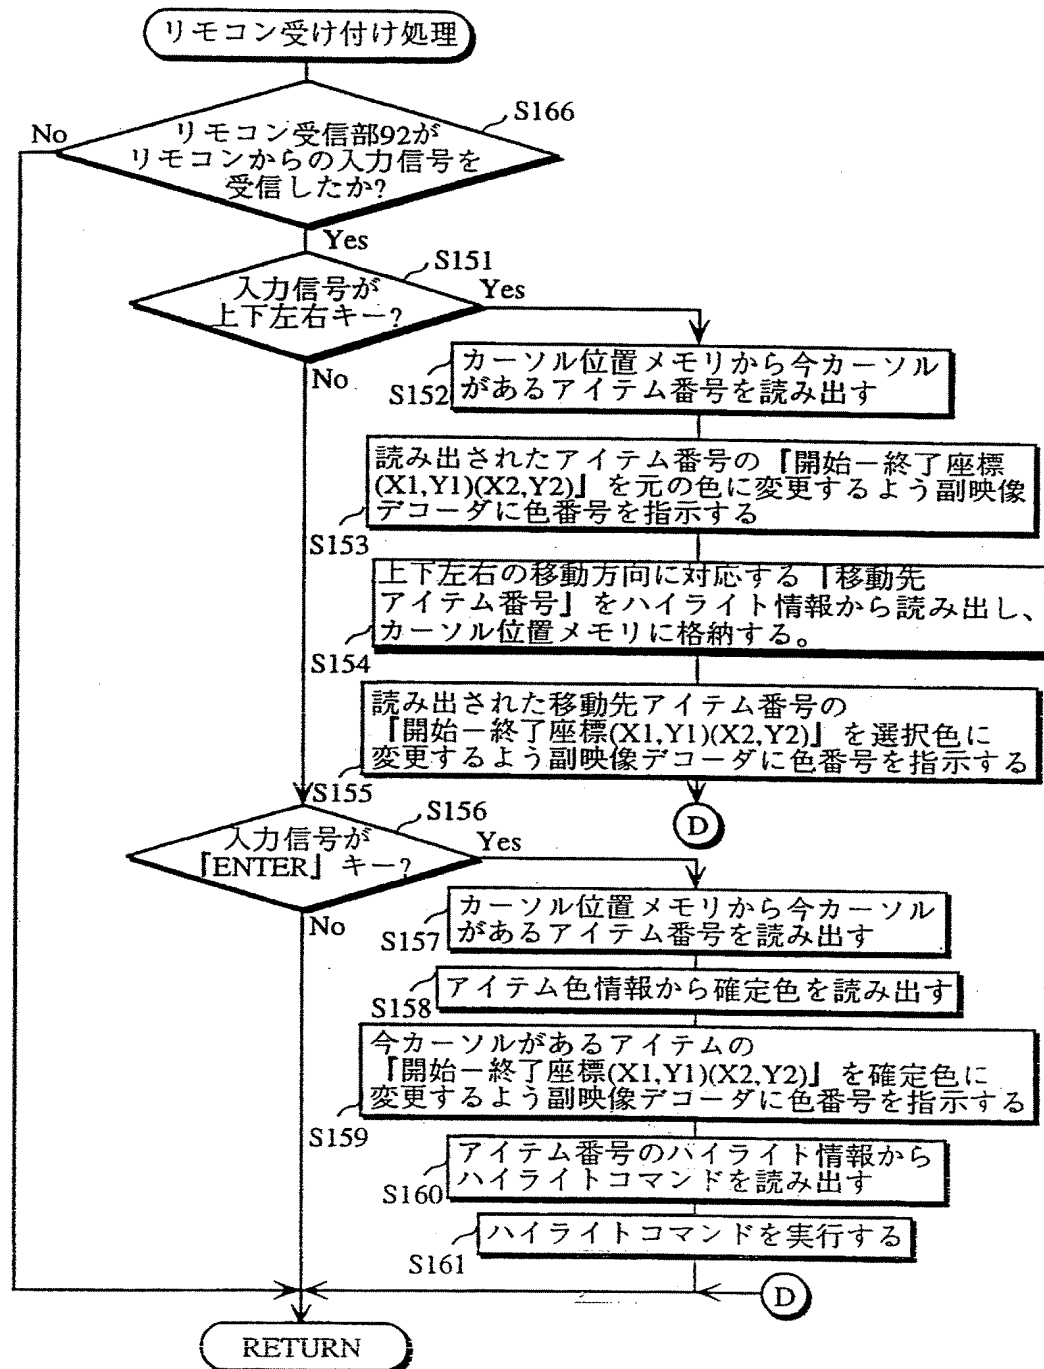 リモコン受け付け処理
S166
No
リモコン受信部92が
リモコンからの入力信号を
受信したか?
Yes
S151
入力信号が
上下左右キー?
Yes
No
カーソル位置メモリから今カーソル
があるアイテム番号を読み出す
S152
読み出されたアイテム番号の『開始－終了座標
(X1,Y1)(X2,Y2)』を元の色に変更するよう副映像
デコーダに色番号を指示する
S153
上下左右の移動方向に対応する「移動先
アイテム番号』をハイライト情報から読み出し、
カーソル位置メモリに格納する。
S154
読み出された移動先アイテム番号の
『開始－終了座標(X1,Y1)(X2,Y2)』を選択色に
変更するよう副映像デコーダに色番号を指示する
S155
D
S156
入力信号が
『ENTER』キー?
Yes
No
カーソル位置メモリから今カーソル
があるアイテム番号を読み出す
S157
アイテム色情報から確定色を読み出す
S158
今カーソルがあるアイテムの
『開始－終了座標(X1,Y1)(X2,Y2)』を確定色に
変更するよう副映像デコーダに色番号を指示する
S159
アイテム番号のハイライト情報から
ハイライトコマンドを読み出す
S160
ハイライトコマンドを実行する
S161
D
RETURN